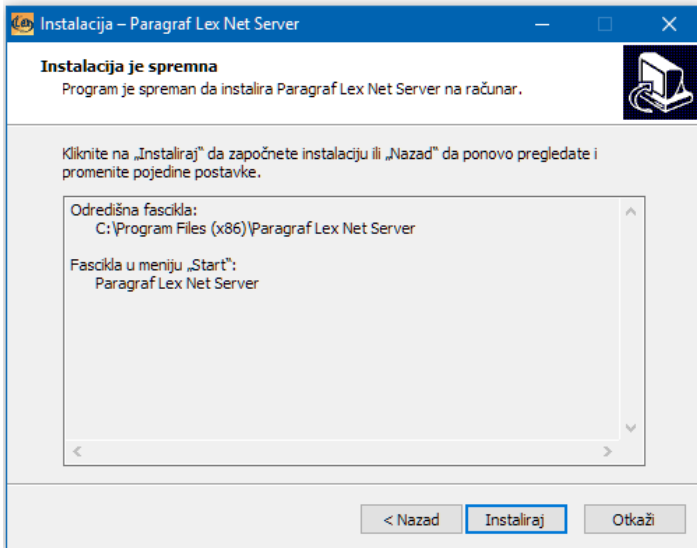 Instalacija – Paragraf Lex Net Server
Instalacija je spremna
Program je spreman da instalira Paragraf Lex Net Server na računar.
Kliknite na „Instaliraj“ da započnete instalaciju ili „Nazad“ da ponovo pregledate i
promenite pojedine postavke.
Odredišna fascikla:
C:\Program Files (x86)\Paragraf Lex Net Server
Fascikla u meniju „Start“:
Paragraf Lex Net Server
< Nazad
Instaliraj
Otkaži